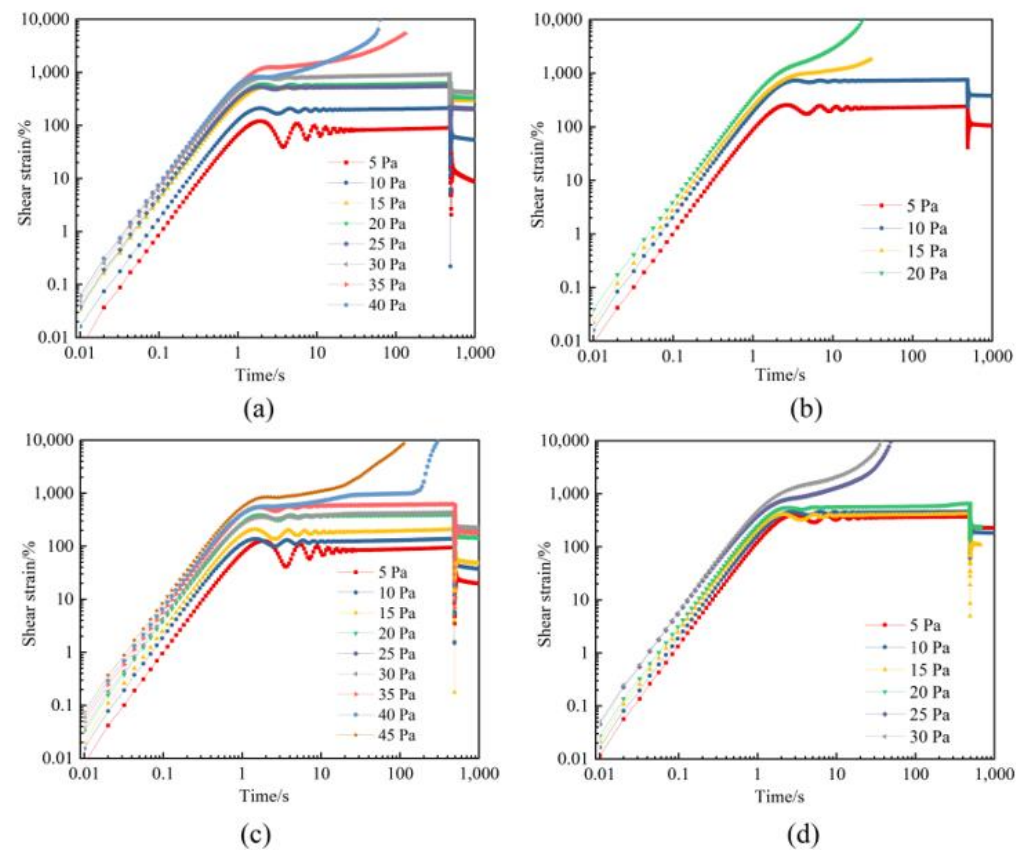 10,000
1,000
100
10
1
0.1
0.01
Shear strain/%
5 Pa
10 Pa
15 Pa
20 Pa
25 Pa
30 Pa
35 Pa
40 Pa
0.01 0.1 1 10 100 1,000
Time/s
(a)
10,000
1,000
100
10
1
0.1
0.01
Shear strain/%
5 Pa
10 Pa
15 Pa
20 Pa
0.01 0.1 1 10 100 1,000
Time/s
(b)
10,000
1,000
100
10
1
0.1
0.01
Shear strain/%
5 Pa
10 Pa
15 Pa
20 Pa
25 Pa
30 Pa
35 Pa
40 Pa
45 Pa
0.01 0.1 1 10 100 1,000
Time/s
(c)
10,000
1,000
100
10
1
0.1
0.01
Shear strain/%
5 Pa
10 Pa
15 Pa
20 Pa
25 Pa
30 Pa
0.01 0.1 1 10 100 1,000
Time/s
(d)